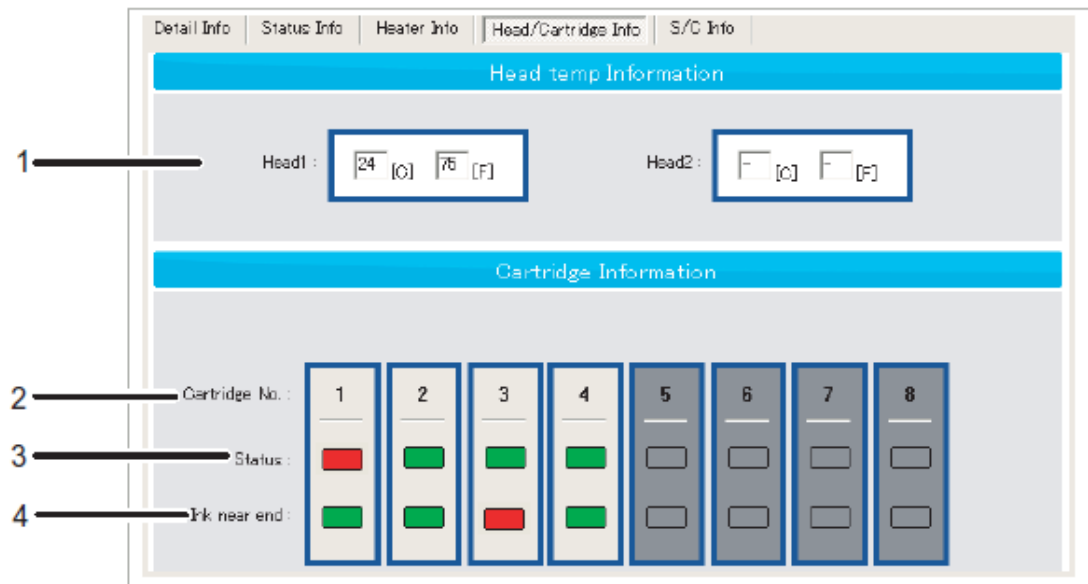 Detail Info Status Info Heater Info Head/Cartridge Info S/C Info
Head temp Information
1 Head1 : 24 [C] 75 [F] Head2 : - [C] - [F]
Cartridge Information
2 Cartridge No. : 1 2 3 4 5 6 7 8
3 Status :
4 Ink near end :